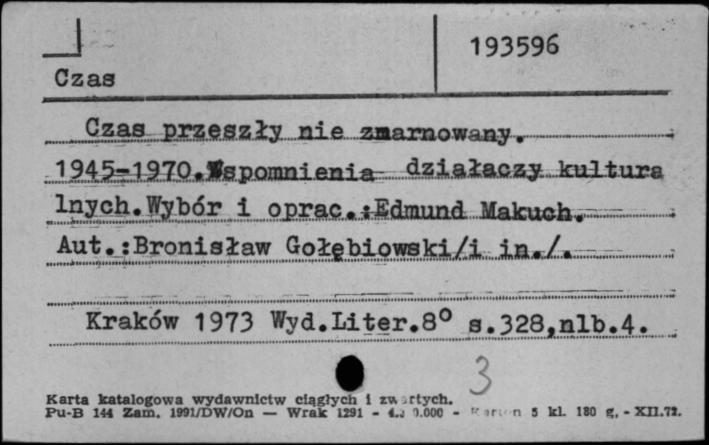 193596
Czas
Czas przeszły nie zmarnowany.
1945-1970.Wspomnienia działaczy kultura
lnych.Wybór i oprac.:Edmund Makuch.
Aut.:Bronisław Gołębiowski/i in./.
Kraków 1973 Wyd.Liter.8° s.328,nlb.4.
3
Karta katalogowa wydawnictw ciągłych i zwartych.
Pu-B 144 Zam. 1991/DW/On — Wrak 1291 - - Karton 5 kl. 180 g. - XII.72.